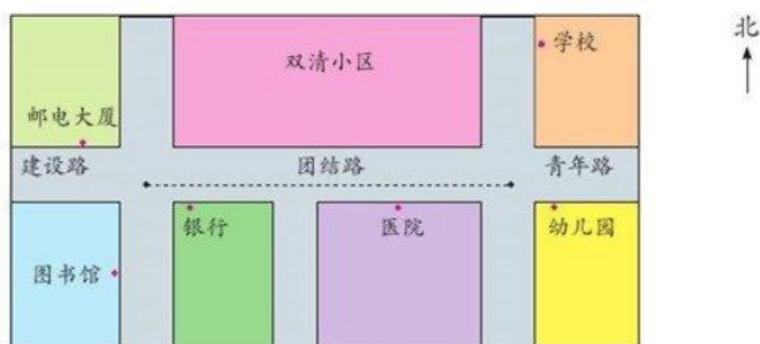 北
学校
双清小区
邮电大厦
建设路
团结路
青年路
银行
医院
幼儿园
图书馆